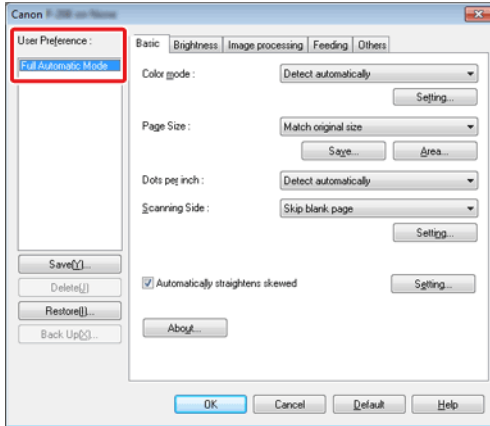 Canon
User Preference :
Full Automatic Mode
Save(Y)...
Delete(J)
Restore(I)...
Back Up(X)...
Basic Brightness Image processing Feeding Others
Color mode : Detect automatically
Setting...
Page Size : Match original size
Save... Area...
Dots per inch : Detect automatically
Scanning Side : Skip blank page
Setting...
Automatically straightens skewed Setting...
About...
OK Cancel Default Help